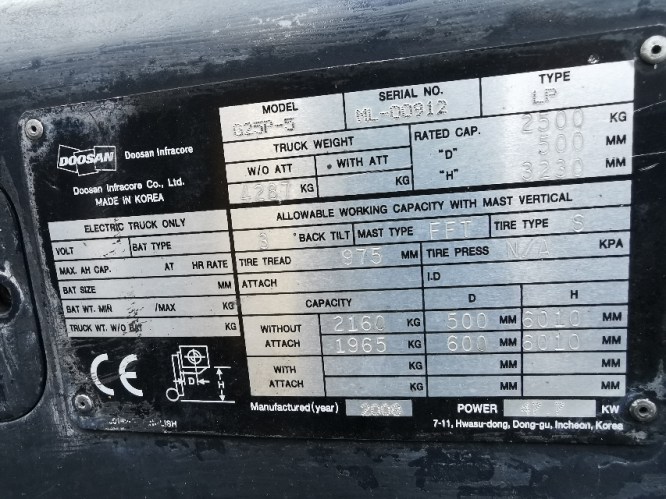 DOOSAN Doosan Infracore
Doosan Infracore Co., Ltd.
MADE IN KOREA
MODEL SERIAL NO. TYPE
G25P-5 ML-00912 LP
TRUCK WEIGHT
W/O ATT • WITH ATT
4287 KG KG
RATED CAP. 2500 KG
"D" 500 MM
"H" MM
ALLOWABLE WORKING CAPACITY WITH MAST VERTICAL
ELECTRIC TRUCK ONLY
VOLT BAT TYPE
MAX. AH CAP. AT HR RATE
BAT SIZE MM
BAT WT. MIN /MAX KG
TRUCK WT. W/O BAT KG
°BACK TILT MAST TYPE FFT TIRE TYPE S
TIRE TREAD 975 MM TIRE PRESS N/A KPA
ATTACH I.D
CAPACITY D H
WITHOUT ATTACH
2160 KG 500 MM 6010 MM
1965 KG 600 MM 6010 MM
WITH ATTACH
KG MM MM
KG MM MM
CE
D H
Manufactured(year) POWER KW
7-11, Hwasu-dong, Dong-gu, Incheon, Korea